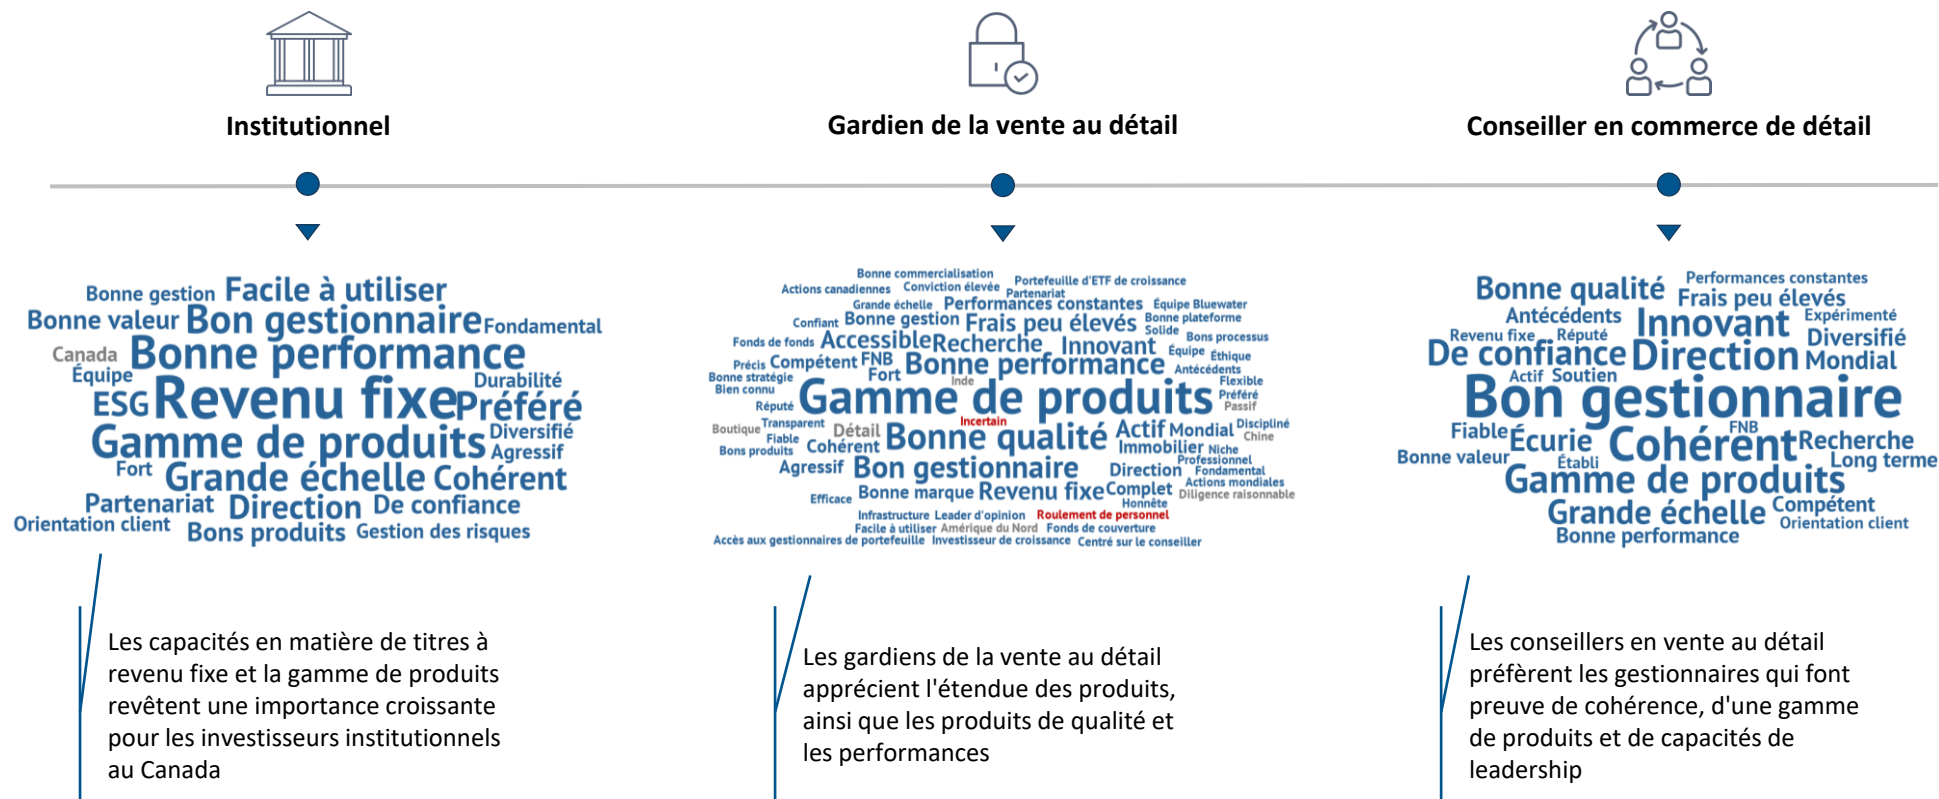 Institutionnel
Gardien de la vente au détail
Conseiller en commerce de détail
Bonne gestion Facile à utiliser
Bonne valeur Bon gestionnaire Fondamental
Canada Bonne performance
Équipe Durabilité
ESG Revenu fixe Préféré
Gamme de produits Diversifié
Agressif
Fort Grande échelle Cohérent
Partenariat Direction De confiance
Orientation client Bons produits Gestion des risques
Bonne commercialisation Portefeuille d'ETF de croissance
Actions canadiennes Conviction élevée Partenariat
Grande échelle Performances constantes Équipe Bluewater
Confiant Bonne gestion Frais peu élevés Bonne plateforme
Solide
Fonds de fonds Accessible Recherche Innovant Bons processus
Précis Compétent FNB Bonne performance Équipe Éthique
Antécédents
Bonne stratégie Fort Inde Flexible
Bien connu Gamme de produits Préféré
Réputé Passif
Boutique Transparent Détail Incertain Discipliné
Fiable Bonne qualité Actif Mondial Chine
Bons produits Cohérent Immobilier Niche
Agressif Bon gestionnaire Direction Professionnel
Fondamental
Efficace Bonne marque Revenu fixe Complet Actions mondiales
Diligence raisonnable
Honnête
Infrastructure Leader d'opinion Roulement de personnel
Facile à utiliser Amérique du Nord Fonds de couverture
Accès aux gestionnaires de portefeuille Investisseur de croissance Centré sur le conseiller
Bonne qualité Performances constantes
Frais peu élevés
Antécédents Innovant Expérimenté
Revenu fixe Réputé Diversifié
De confiance Direction Mondial
Actif Soutien
Bon gestionnaire
Fiable Écurie Cohérent FNB Recherche
Bonne valeur Établi Long terme
Gamme de produits
Grande échelle Compétent
Orientation client
Bonne performance
Les capacités en matière de titres à
revenu fixe et la gamme de produits
revêtent une importance croissante
pour les investisseurs institutionnels
au Canada
Les gardiens de la vente au détail
apprécient l'étendue des produits,
ainsi que les produits de qualité et
les performances
Les conseillers en vente au détail
préfèrent les gestionnaires qui font
preuve de cohérence, d'une gamme
de produits et de capacités de
leadership